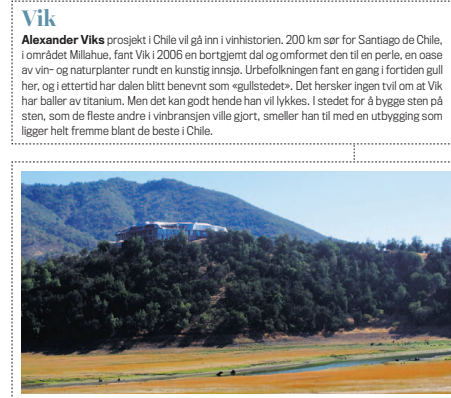 Vik
Alexander Viks prosjekt i Chile vil gå inn i vinhistorien. 200 km sør for Santiago de Chile,
i området Millahue, fant Vik i 2006 en bortgjemt dal og omformet den til en perle, en oase
av vin- og naturplanter rundt en kunstig innsjø. Urbefolkningen fant en gang i fortiden gull
her, og i ettertid har dalen blitt benevnt som «gullstedet». Det hersker ingen tvil om at Vik
har baller av titanium. Men det kan godt hende han vil lykkes. I stedet for å bygge sten på
sten, som de fleste andre i vinbransjen ville gjort, smeller han til med en utbygging som
ligger helt fremme blant de beste i Chile.